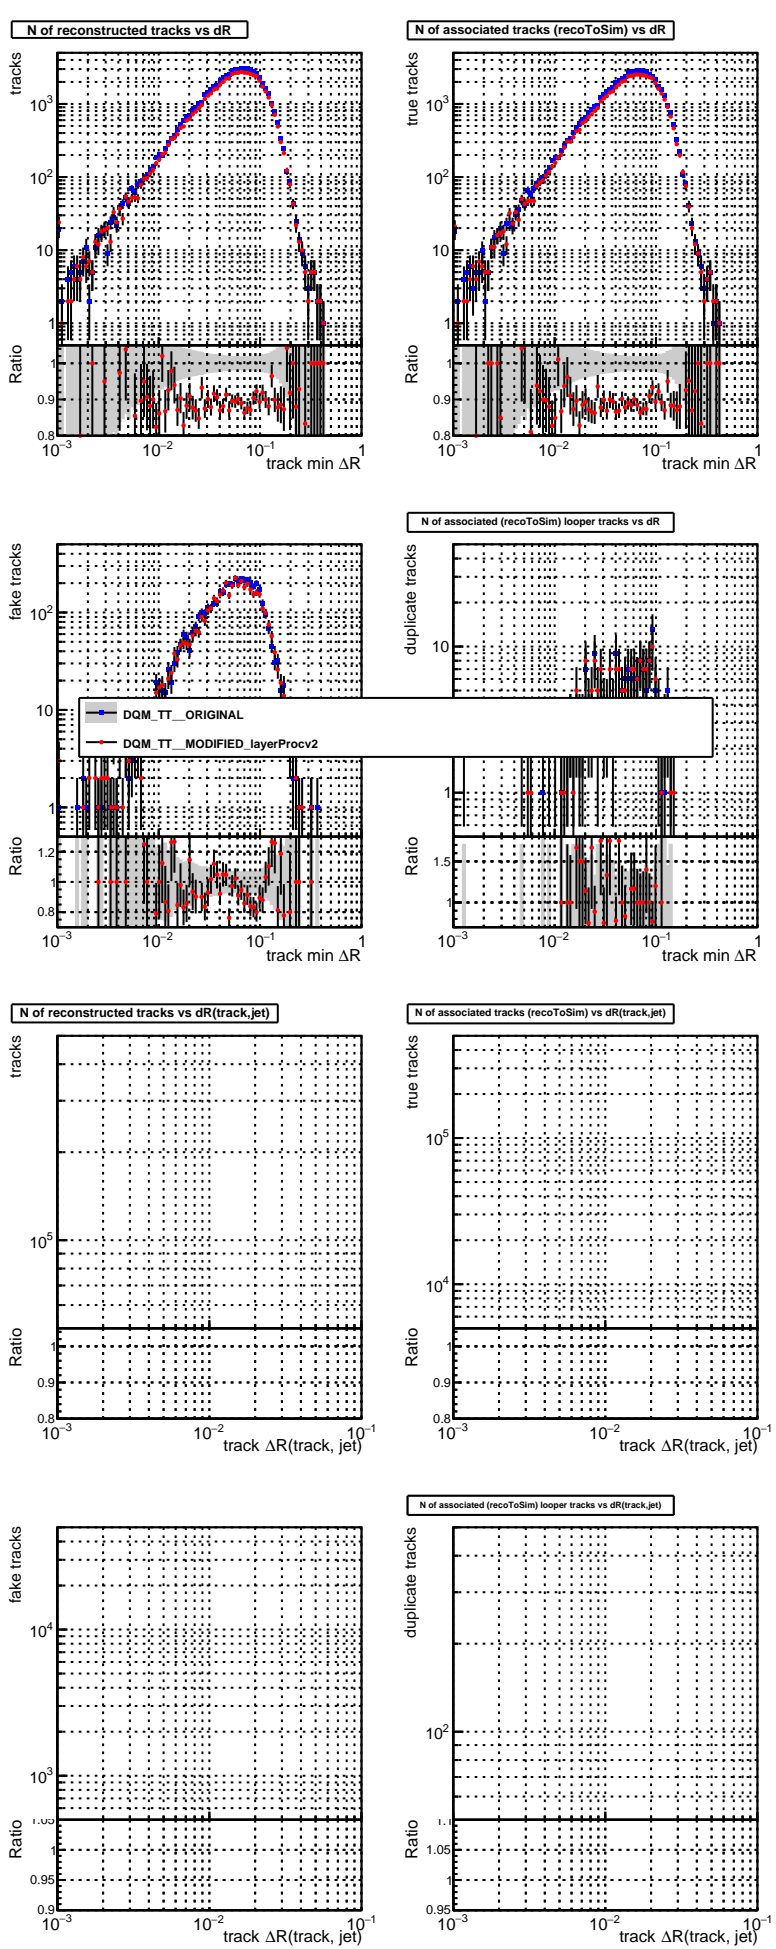 N of reconstructed tracks vs dR
tracks
10³
10²
10
1
Ratio
1
0.9
0.8
10⁻³
10⁻²
10⁻¹
1
track min ΔR
N of associated tracks (recoToSim) vs dR
true tracks
10³
10²
10
1
Ratio
1
0.9
0.8
10⁻³
10⁻²
10⁻¹
1
track min ΔR
fake tracks
10²
10
1
Ratio
1.2
1
0.8
10⁻³
10⁻²
10⁻¹
1
track min ΔR
N of associated (recoToSim) looper tracks vs dR
duplicate tracks
10
1
Ratio
1.5
1
10⁻³
10⁻²
10⁻¹
1
track min ΔR
DQM_TT__ORIGINAL
DQM_TT__MODIFIED_layerProcv2
N of reconstructed tracks vs dR(track,jet)
tracks
10⁵
Ratio
1
0.9
0.8
10⁻³
10⁻²
10⁻¹
track ΔR(track, jet)
N of associated tracks (recoToSim) vs dR(track,jet)
true tracks
10⁵
10⁴
Ratio
1
0.9
0.8
10⁻³
10⁻²
10⁻¹
track ΔR(track, jet)
fake tracks
10⁴
10³
Ratio
1.05
1
0.95
0.9
10⁻³
10⁻²
10⁻¹
track ΔR(track, jet)
N of associated (recoToSim) looper tracks vs dR(track,jet)
duplicate tracks
10²
Ratio
1.1
1.05
1
0.95
10⁻³
10⁻²
10⁻¹
track ΔR(track, jet)